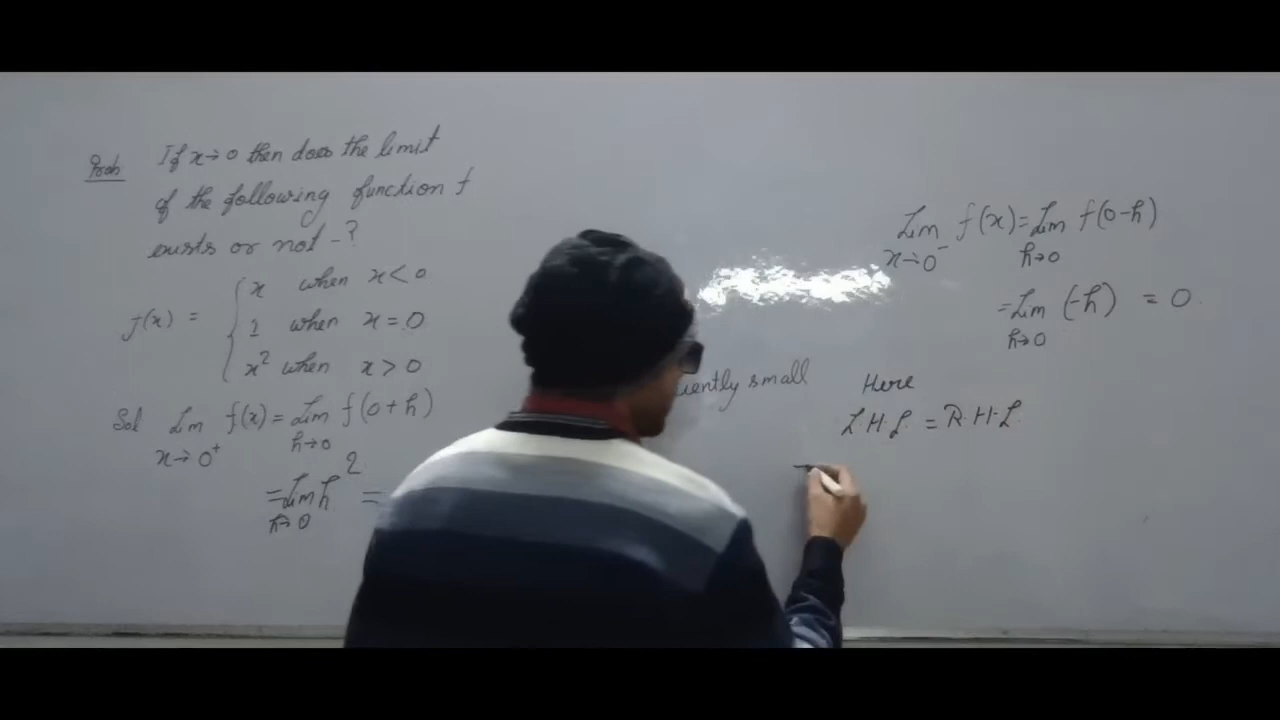 Prob If x→0 then does the limit
of the following function f
exists or not -?
f(x) = { x when x < 0
1 when x = 0
x² when x > 0
Sol Lim x→0⁺ f(x) = Lim h→0 f(0+h)
= Lim h→0 h² =
small
Lim x→0⁻ f(x) = Lim h→0 f(0-h)
= Lim h→0 (-h) = 0
Here
L.H.L = R.H.L.